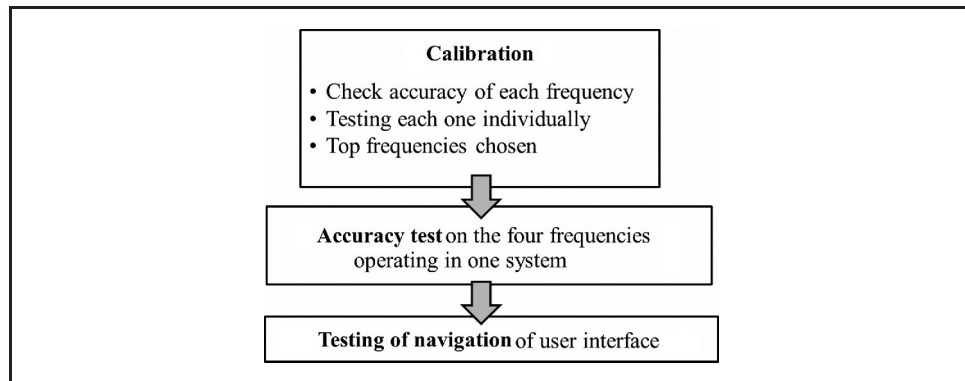 Calibration
• Check accuracy of each frequency
• Testing each one individually
• Top frequencies chosen
Accuracy test on the four frequencies
operating in one system
Testing of navigation of user interface